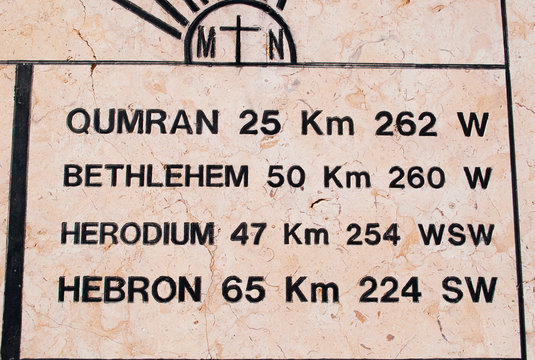 M N
QUMRAN 25 Km 262 W
BETHLEHEM 50 Km 260 W
HERODIUM 47 Km 254 WSW
HEBRON 65 Km 224 SW